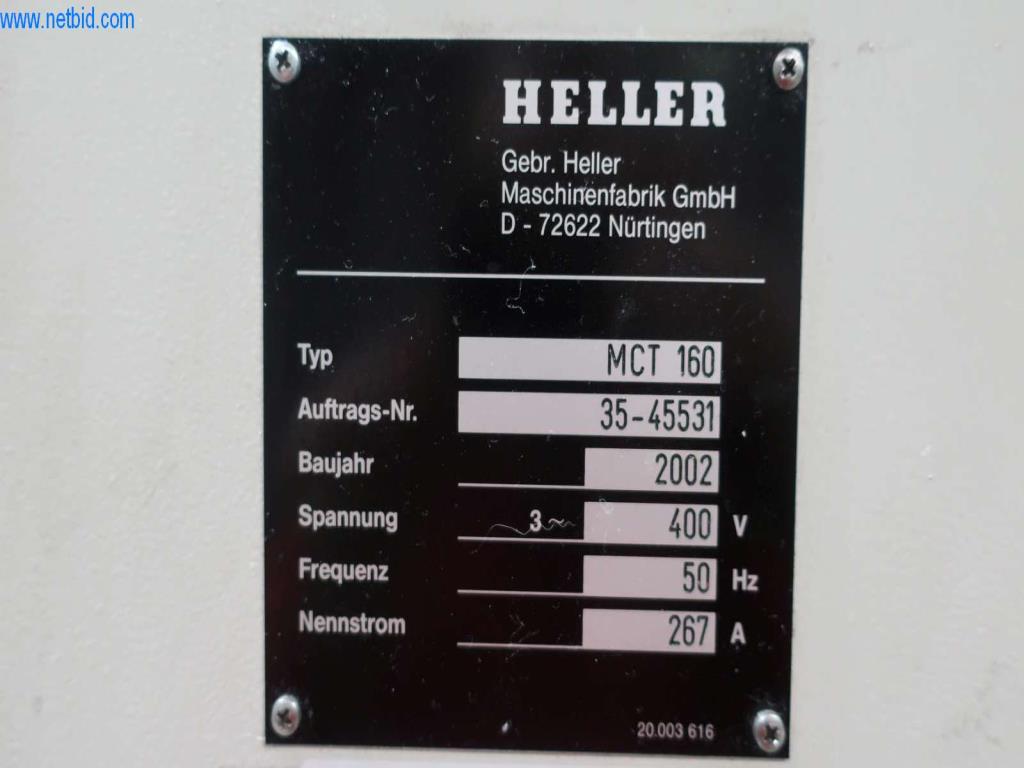 www.netbid.com
HELLER
Gebr. Heller
Maschinenfabrik GmbH
D - 72622 Nürtingen
Typ MCT 160
Auftrags-Nr. 35-45531
Baujahr 2002
Spannung 3~ 400 V
Frequenz 50 Hz
Nennstrom 267 A
20.003 616